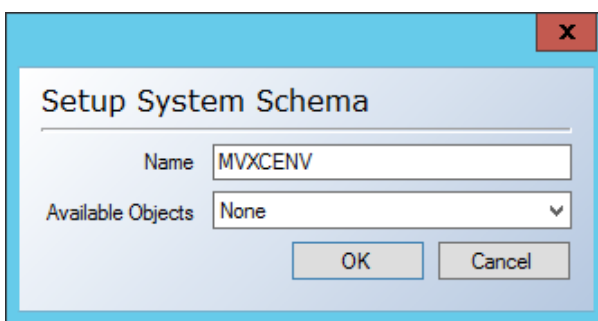 x
Setup System Schema
Name MVXCENV
Available Objects None
OK Cancel